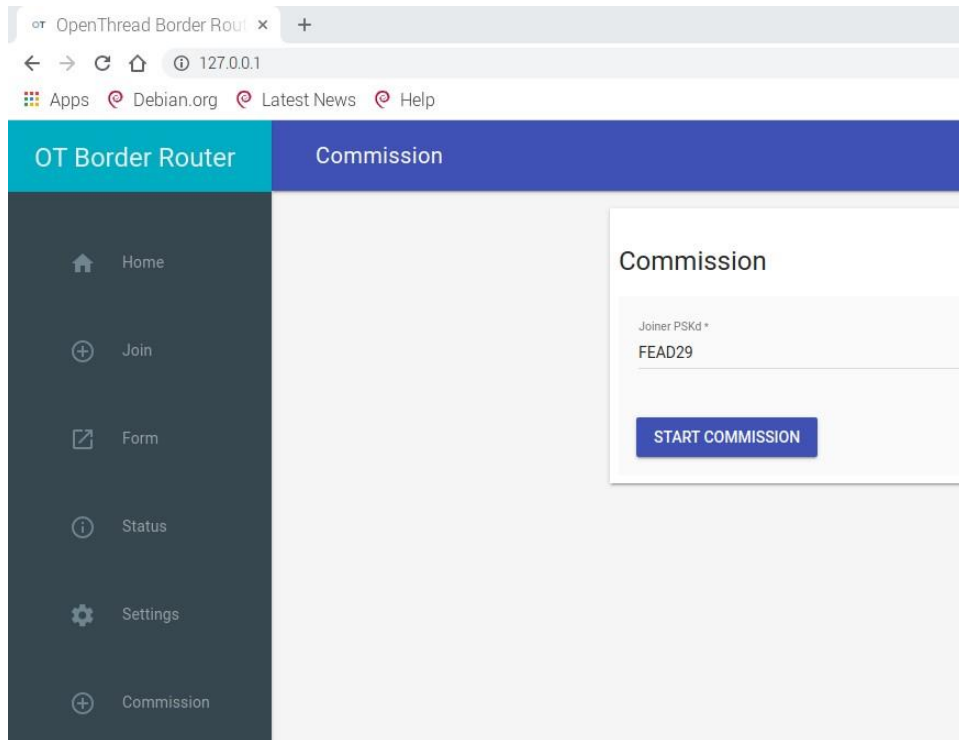 OT OpenThread Border Rout
127.0.0.1
Apps Debian.org Latest News Help
OT Border Router Commission
Home
Join
Form
Status
Settings
Commission
Commission
Joiner PSKd *
FEAD29
START COMMISSION